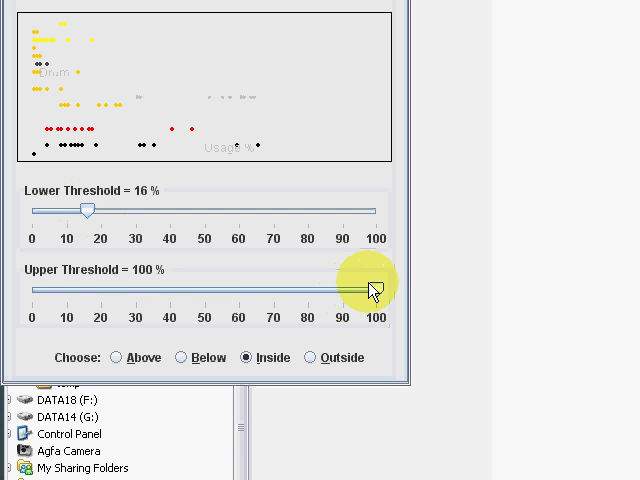 Drum
Usage %
Lower Threshold = 16 %
0 10 20 30 40 50 60 70 80 90 100
Upper Threshold = 100 %
0 10 20 30 40 50 60 70 80 90 100
Choose: Above Below Inside Outside
temp
DATA18 (F:)
DATA14 (G:)
Control Panel
Agfa Camera
My Sharing Folders